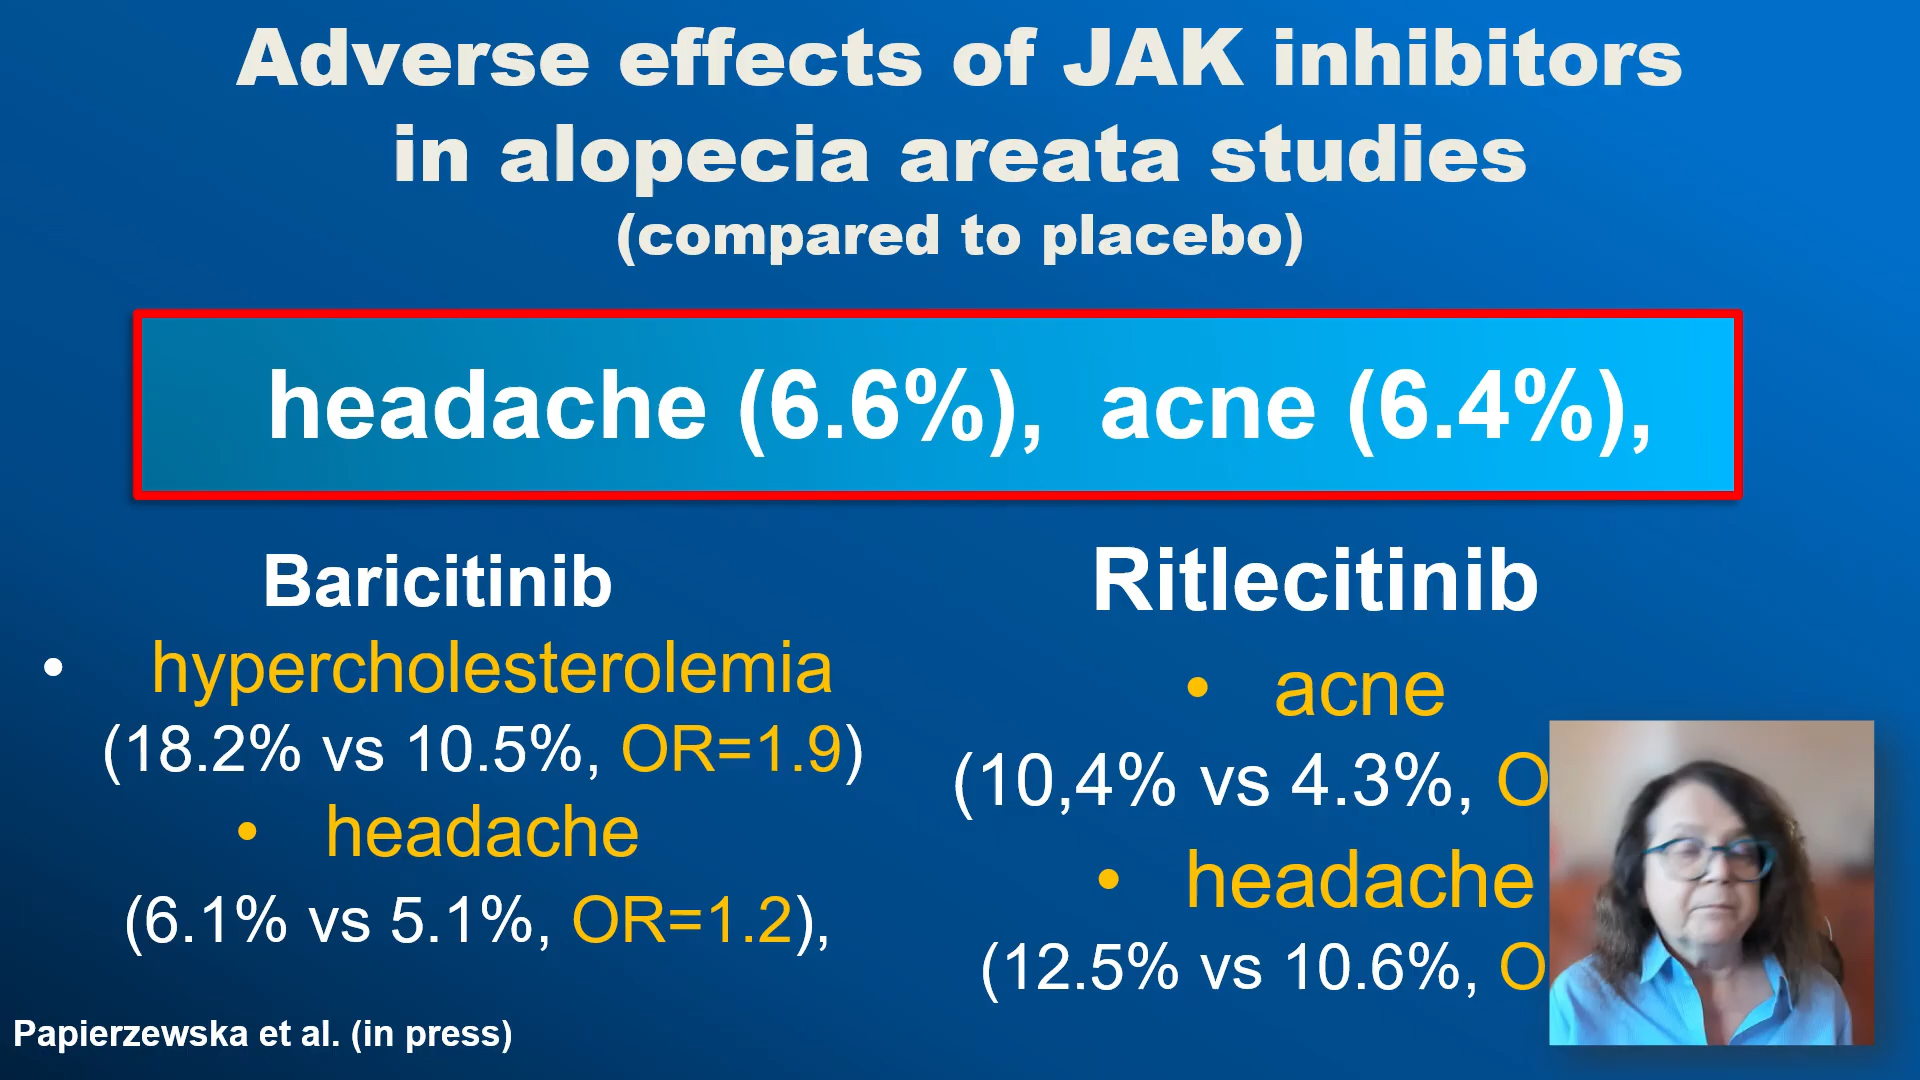 Adverse effects of JAK inhibitors
in alopecia areata studies
(compared to placebo)
headache (6.6%), acne (6.4%),
Baricitinib
• hypercholesterolemia
(18.2% vs 10.5%, OR=1.9)
• headache
(6.1% vs 5.1%, OR=1.2),
Ritlecitinib
• acne
(10,4% vs 4.3%, O
• headache
(12.5% vs 10.6%, O
Papierzewska et al. (in press)